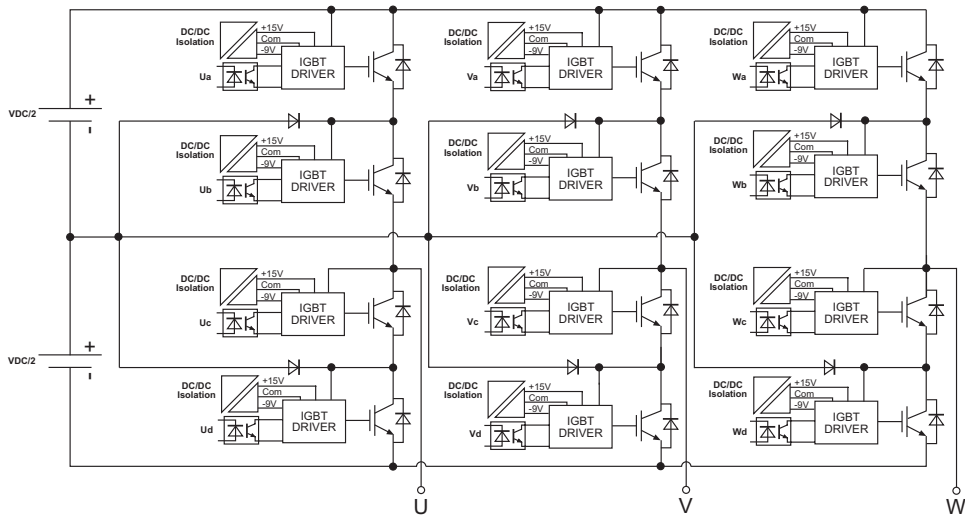 DC/DC
Isolation
+15V
Com
-9V
IGBT
DRIVER
Ua
DC/DC
Isolation
+15V
Com
-9V
IGBT
DRIVER
Va
DC/DC
Isolation
+15V
Com
-9V
IGBT
DRIVER
Wa
VDC/2
+
-
DC/DC
Isolation
+15V
Com
-9V
IGBT
DRIVER
Ub
DC/DC
Isolation
+15V
Com
-9V
IGBT
DRIVER
Vb
DC/DC
Isolation
+15V
Com
-9V
IGBT
DRIVER
Wb
DC/DC
Isolation
+15V
Com
-9V
IGBT
DRIVER
Uc
DC/DC
Isolation
+15V
Com
-9V
IGBT
DRIVER
Vc
DC/DC
Isolation
+15V
Com
-9V
IGBT
DRIVER
Wc
VDC/2
+
-
DC/DC
Isolation
+15V
Com
-9V
IGBT
DRIVER
Ud
DC/DC
Isolation
+15V
Com
-9V
IGBT
DRIVER
Vd
DC/DC
Isolation
+15V
Com
-9V
IGBT
DRIVER
Wd
U
V
W